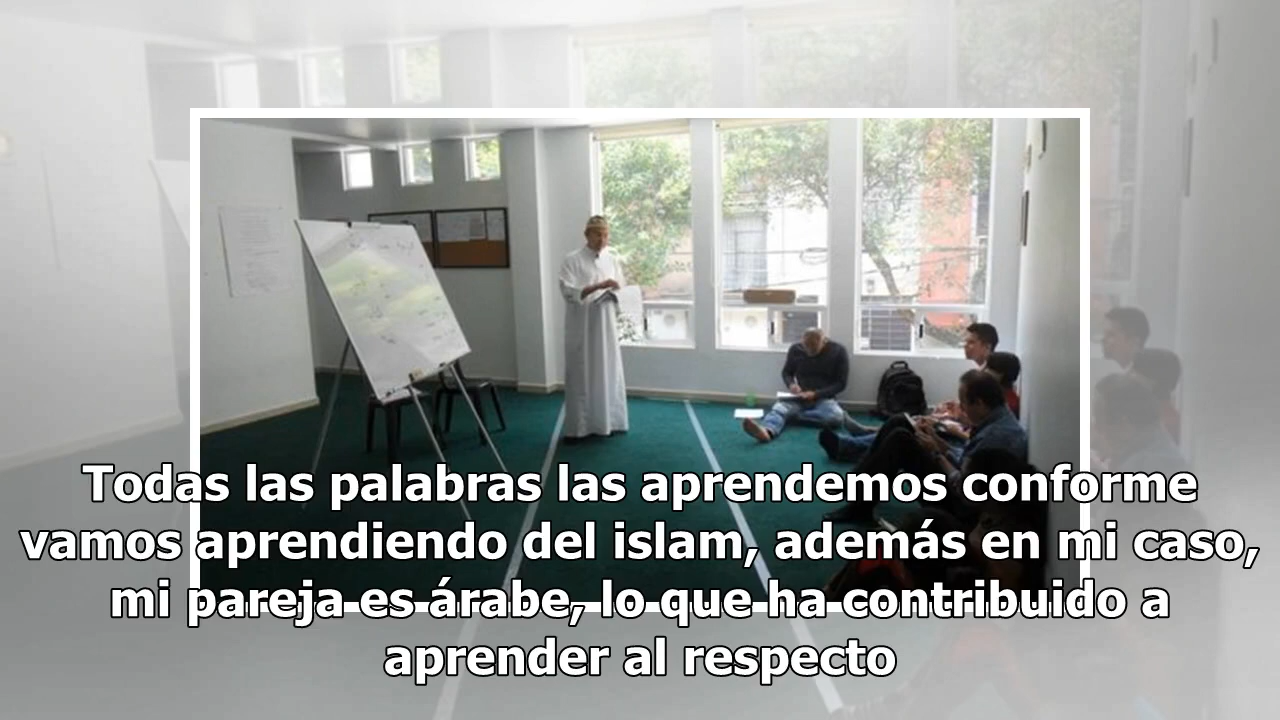 Todas las palabras las aprendemos conforme
vamos aprendiendo del islam, además en mi caso,
mi pareja es árabe, lo que ha contribuido a
aprender al respecto